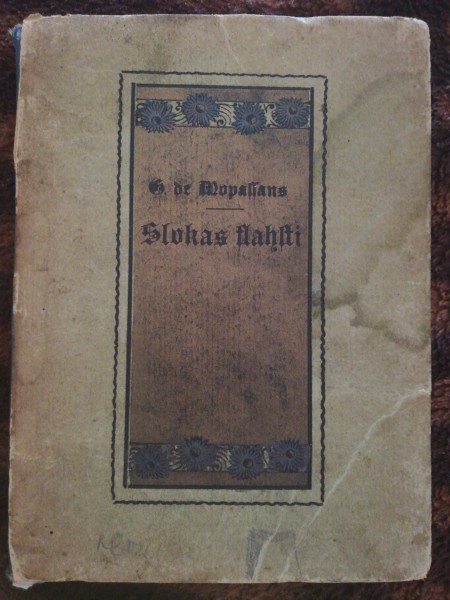 G. de Mopaſſans
Slokas ſtahſti